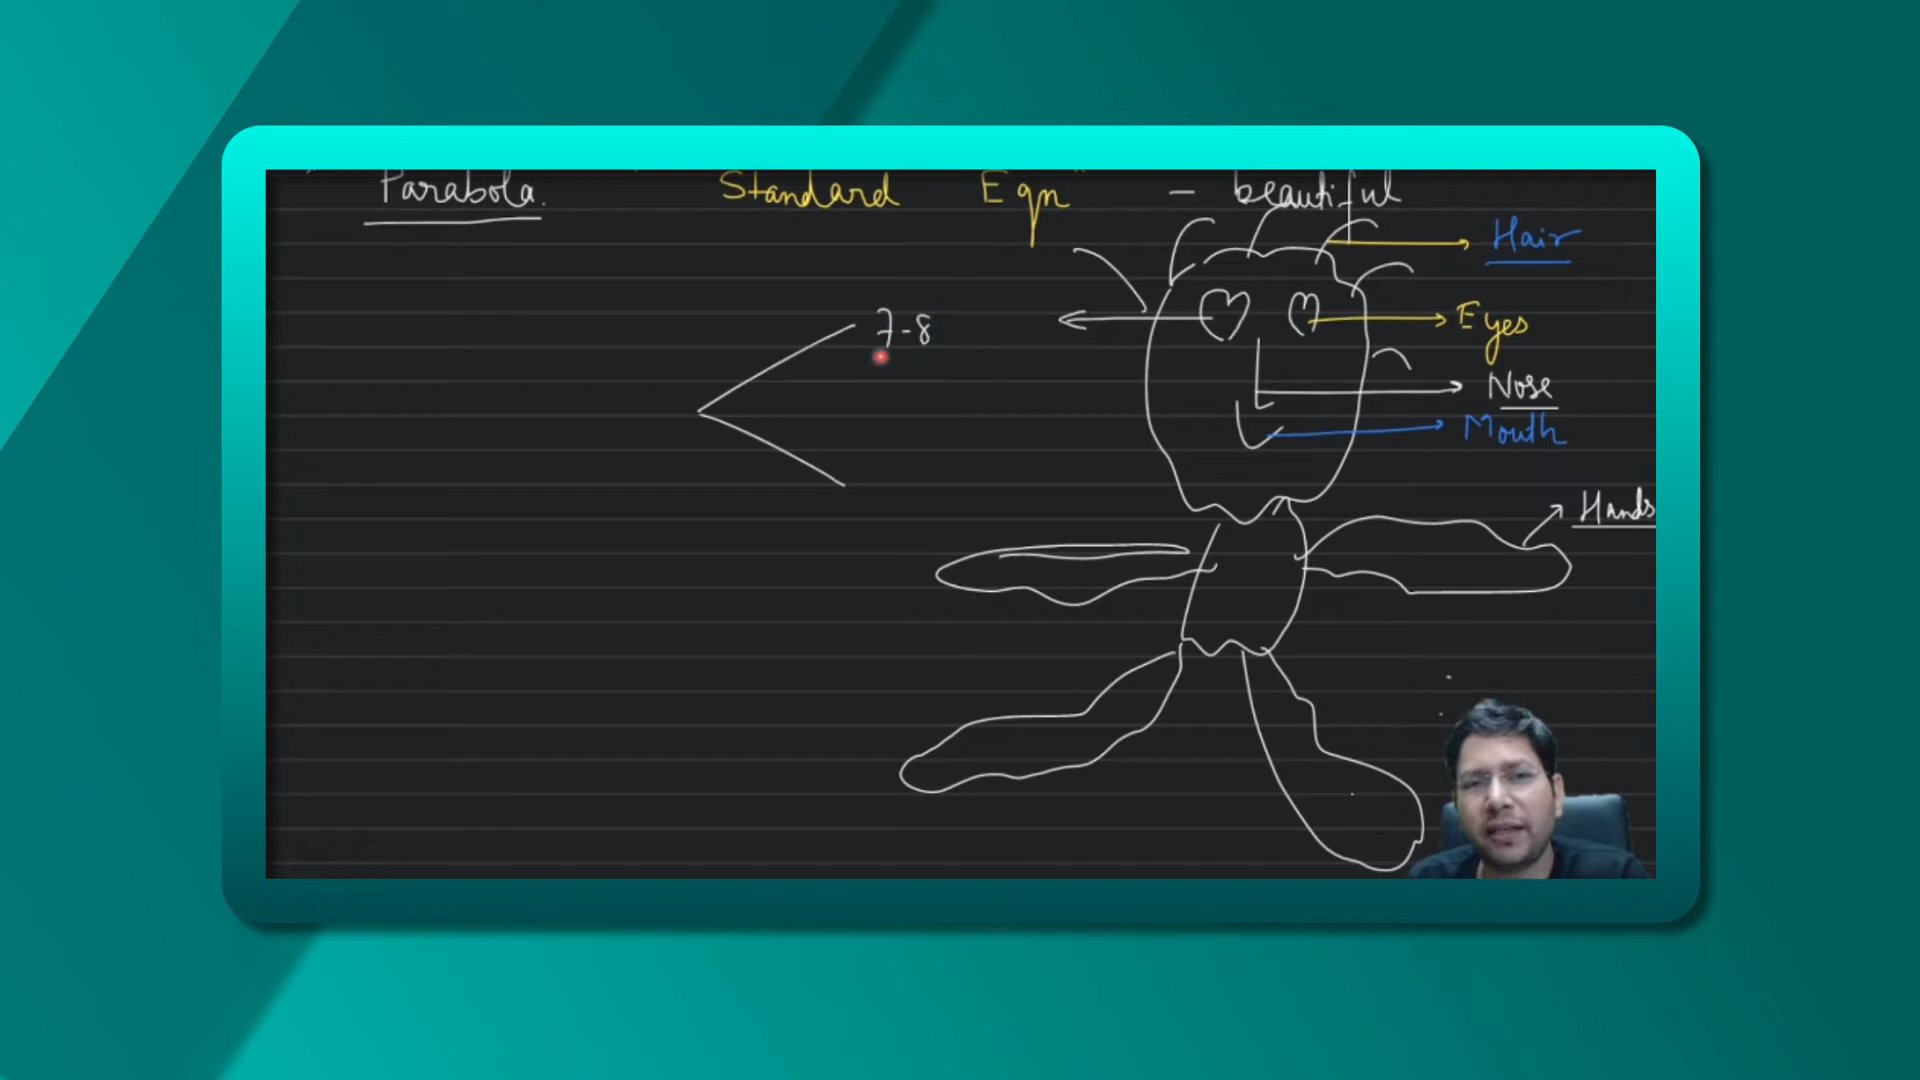 Parabola. Standard Eqn" - beautiful
Hair
7-8
Eyes
Nose
Mouth
Hands